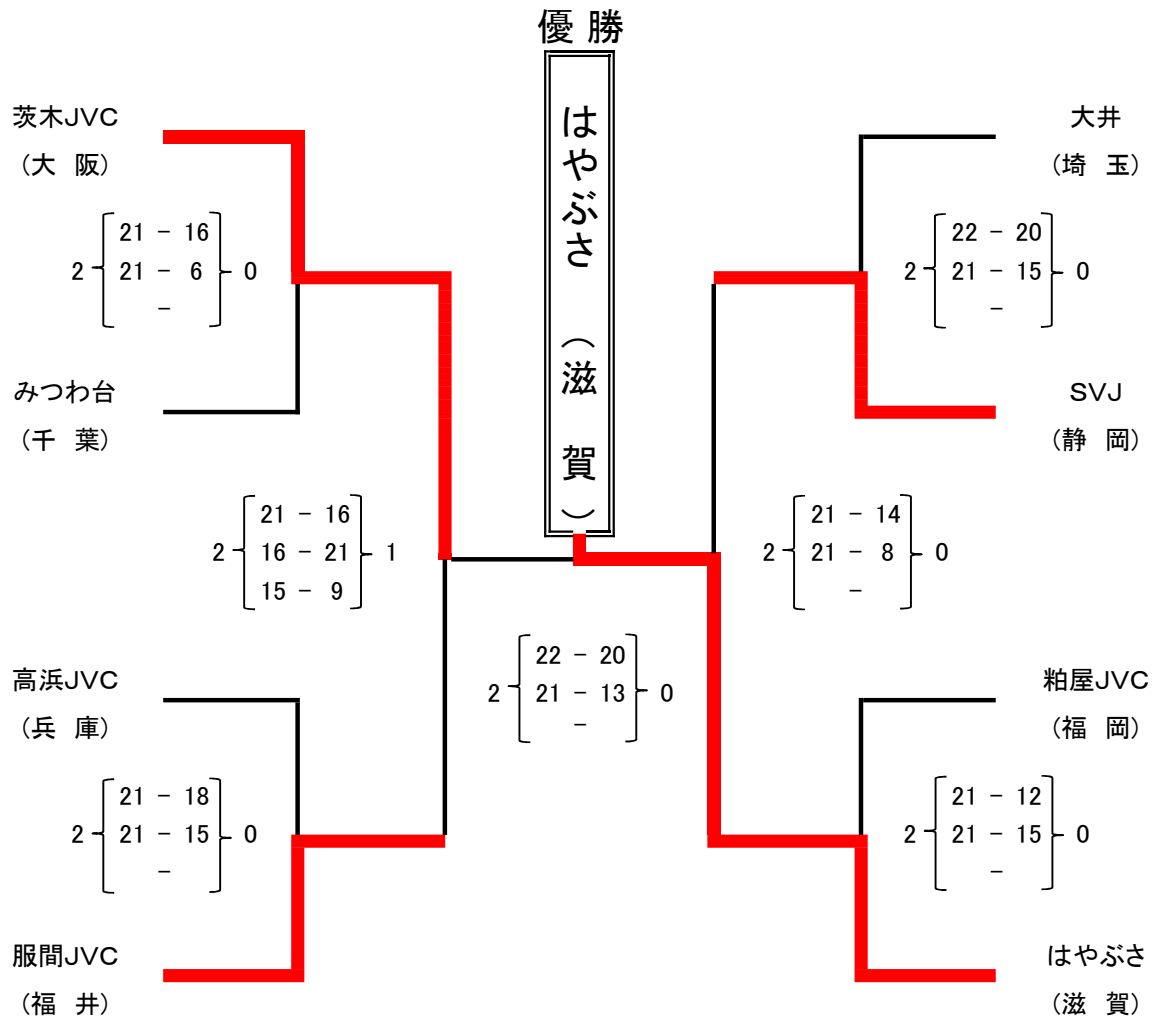 優勝
はやぶさ （滋 賀）
茨木JVC
（大 阪）
2 21 - 16 0
21 - 6
-
みつわ台
（千 葉）
2 21 - 16 1
16 - 21
15 - 9
高浜JVC
（兵 庫）
2 21 - 18 0
21 - 15
-
服間JVC
（福 井）
2 22 - 20 0
21 - 13
-
大井
（埼 玉）
2 22 - 20 0
21 - 15
-
SVJ
（静 岡）
2 21 - 14 0
21 - 8
-
粕屋JVC
（福 岡）
2 21 - 12 0
21 - 15
-
はやぶさ
（滋 賀）